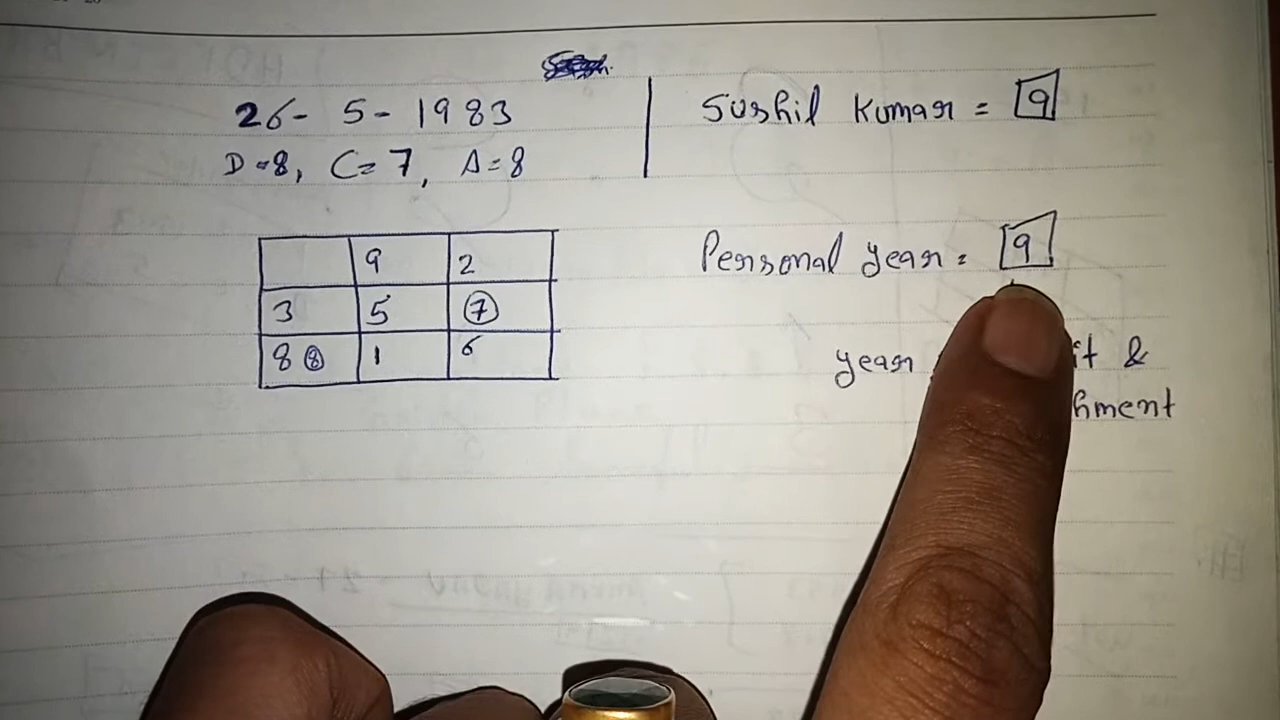 26- 5- 1983
D=8, C=7, A=8
Sushil Kumar = 9
9 2
3 5 7
8 8 1 6
Personal year = 9
year it &
hment